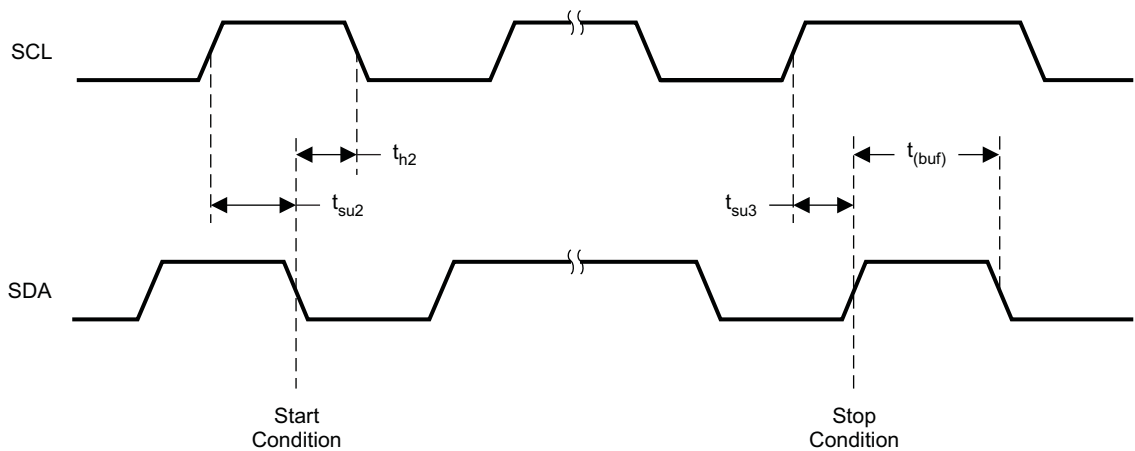 SCL
t_h2
t_(buf)
t_su2
t_su3
SDA
Start
Condition
Stop
Condition